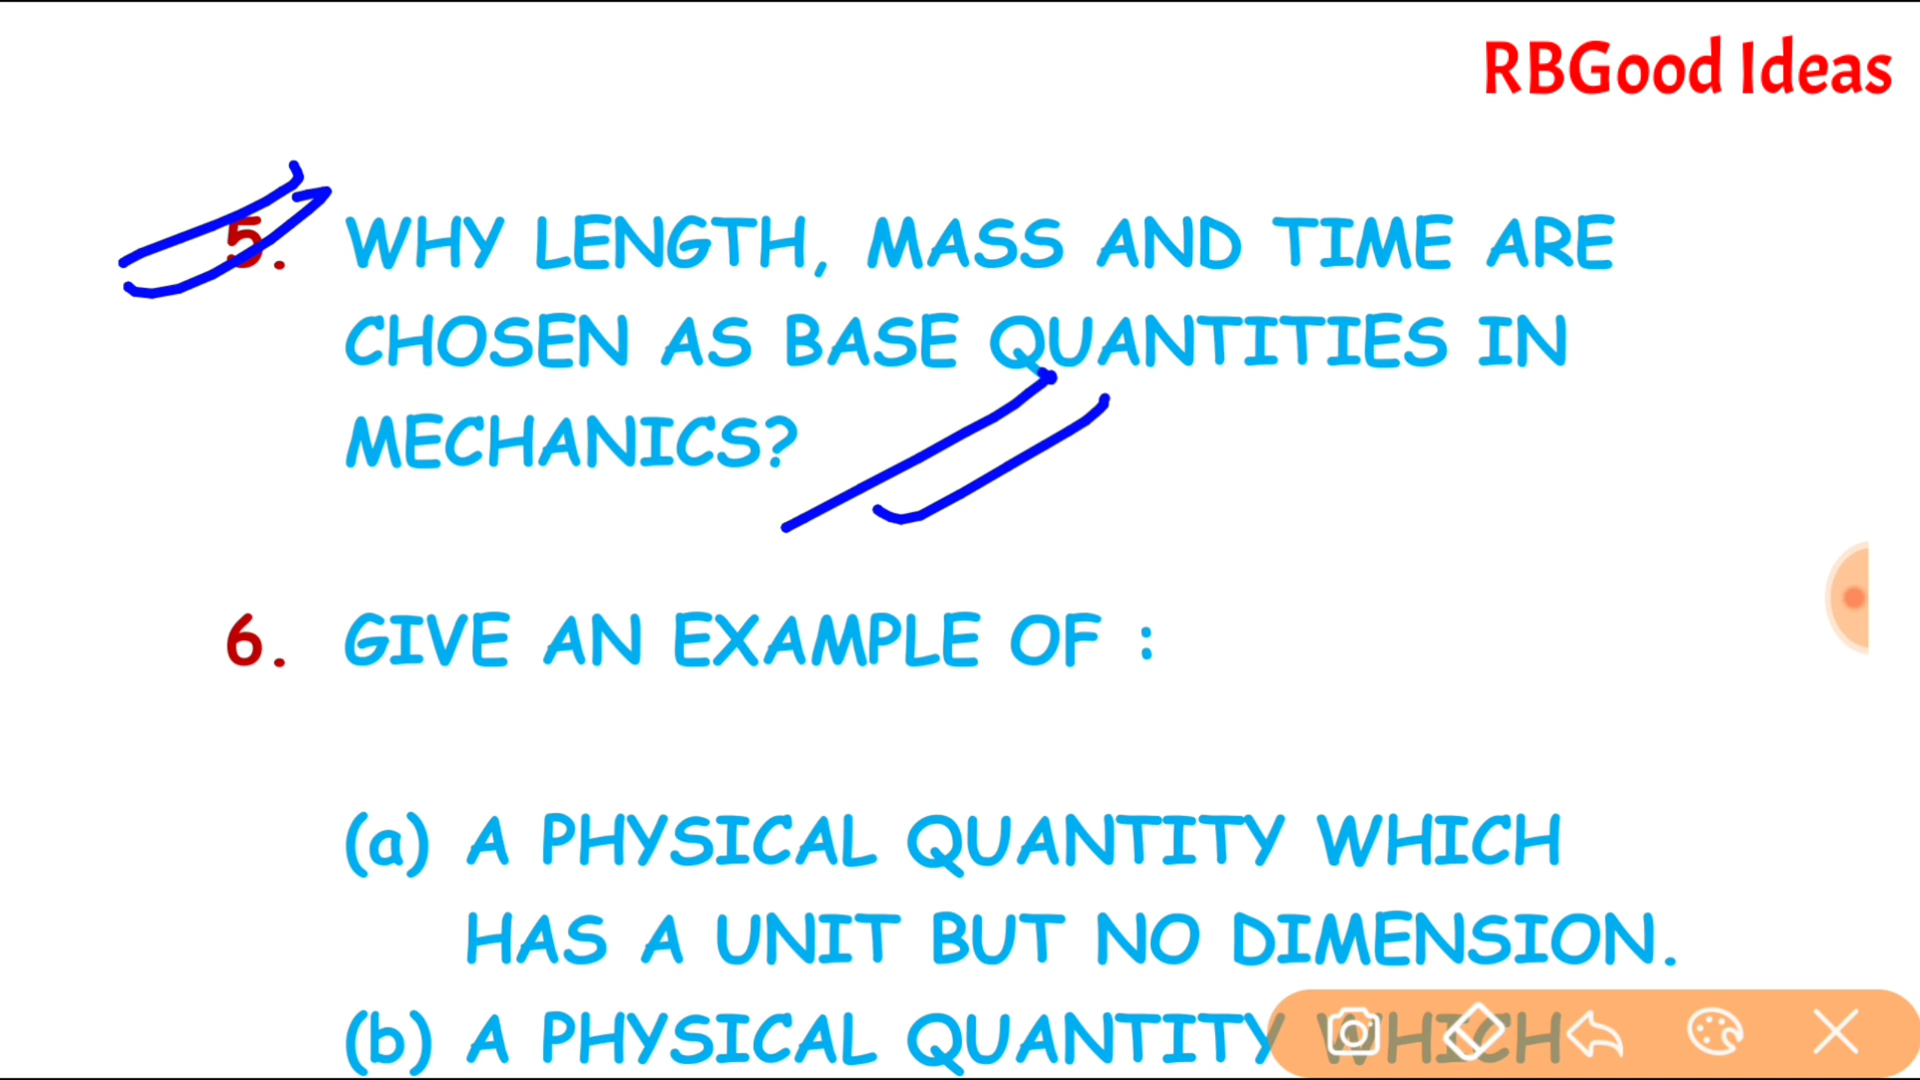 RBGood Ideas
5. WHY LENGTH, MASS AND TIME ARE
CHOSEN AS BASE QUANTITIES IN
MECHANICS?
6. GIVE AN EXAMPLE OF :
(a) A PHYSICAL QUANTITY WHICH
HAS A UNIT BUT NO DIMENSION.
(b) A PHYSICAL QUANTITY WHICH